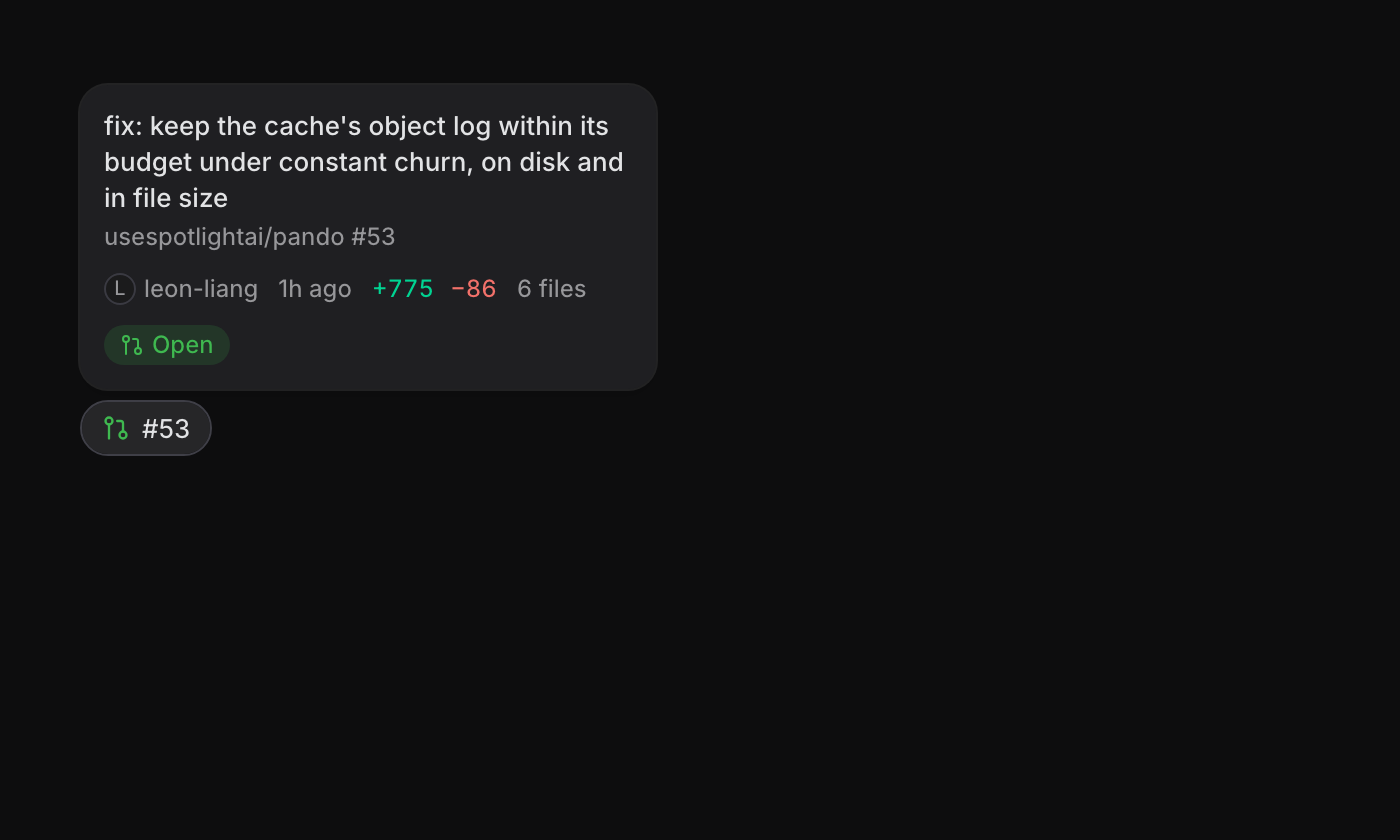 fix: keep the cache's object log within its
budget under constant churn, on disk and
in file size
usespotlightai/pando #53
L leon-liang 1h ago +775 −86 6 files
Open
#53